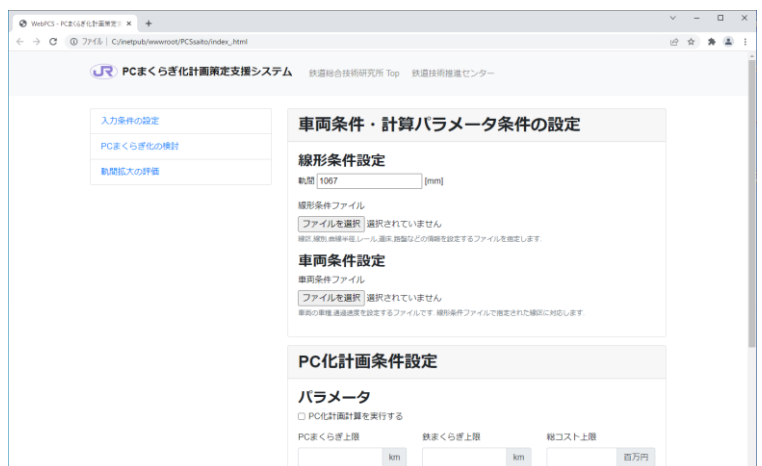 WebPCS - PCまくらぎ化計画策定支
ファイル | C:/inetpub/wwwroot/PCSsaito/index_.html
JR PCまくらぎ化計画策定支援システム 鉄道総合技術研究所 Top 鉄道技術推進センター
入力条件の設定
PCまくらぎ化の検討
軌間拡大の評価
車両条件・計算パラメータ条件の設定
線形条件設定
軌間 1067 [mm]
線形条件ファイル
ファイルを選択 選択されていません
線区,線別,曲線半径,レール,道床,路盤などの情報を設定するファイルを指定します.
車両条件設定
車両条件ファイル
ファイルを選択 選択されていません
車両の車種,通過速度を設定するファイルです. 線形条件ファイルで指定された線区に対応します.
PC化計画条件設定
パラメータ
PC化計画計算を実行する
PCまくらぎ上限 鉄まくらぎ上限 総コスト上限
km km 百万円